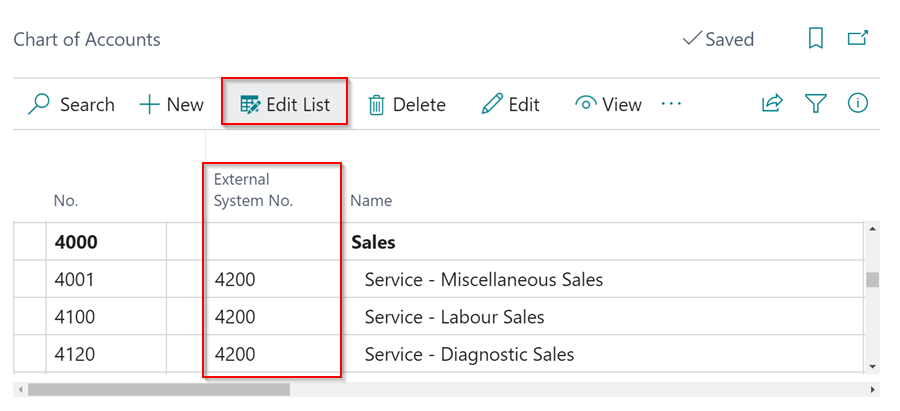 Chart of Accounts
Saved
Search New Edit List Delete Edit View ...
External
No. System No. Name
4000 Sales
4001 4200 Service - Miscellaneous Sales
4100 4200 Service - Labour Sales
4120 4200 Service - Diagnostic Sales